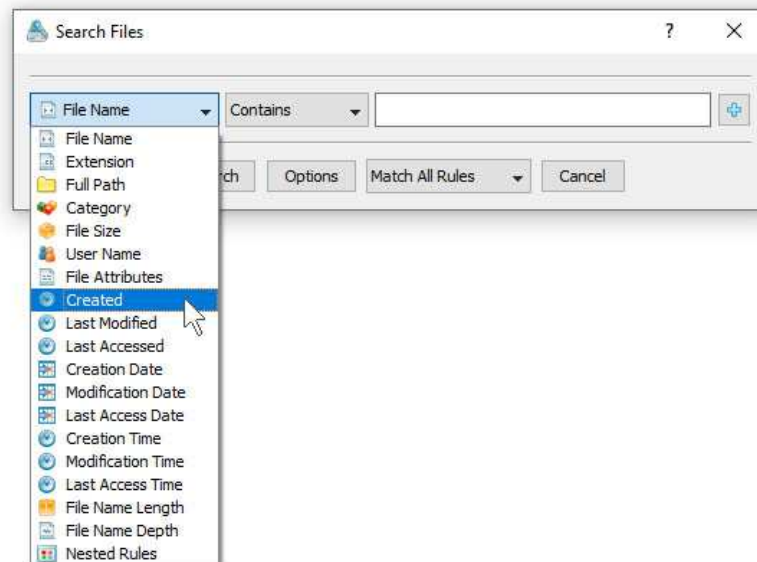 Search Files
?
File Name
Contains
File Name
Extension
rch
Options
Match All Rules
Cancel
Full Path
Category
File Size
User Name
File Attributes
Created
Last Modified
Last Accessed
Creation Date
Modification Date
Last Access Date
Creation Time
Modification Time
Last Access Time
File Name Length
File Name Depth
Nested Rules